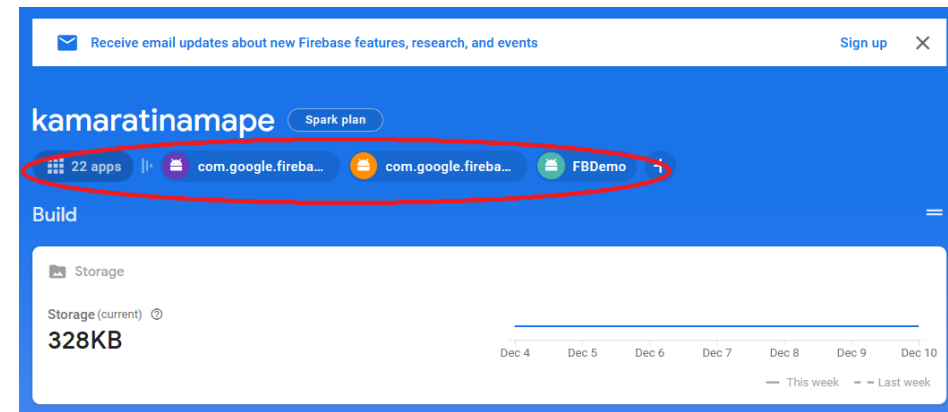 Receive email updates about new Firebase features, research, and events Sign up
kamaratinamape Spark plan
22 apps com.google.fireba... com.google.fireba... FBDemo +
Build
Storage
Storage (current)
328KB
Dec 4 Dec 5 Dec 6 Dec 7 Dec 8 Dec 9 Dec 10
This week Last week